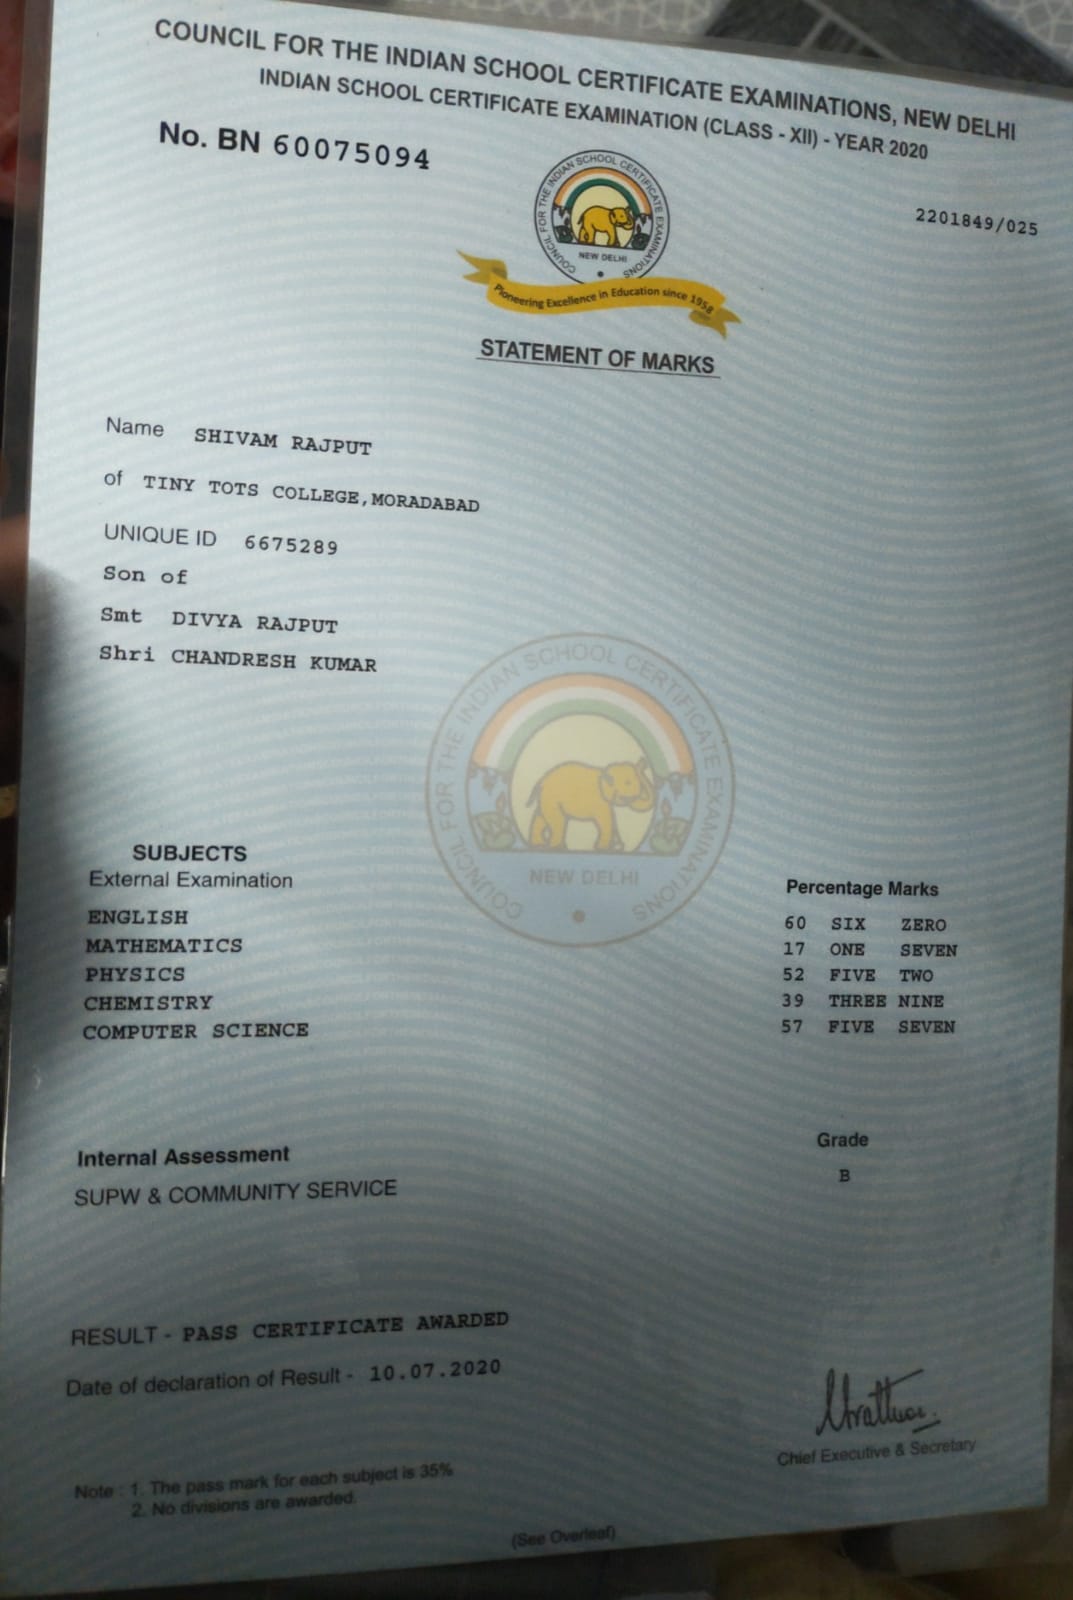 COUNCIL FOR THE INDIAN SCHOOL CERTIFICATE EXAMINATIONS, NEW DELHI
INDIAN SCHOOL CERTIFICATE EXAMINATION (CLASS - XII) - YEAR 2020
No. BN 60075094
2201849/025
COUNCIL FOR THE INDIAN SCHOOL CERTIFICATE EXAMINATIONS
NEW DELHI
Pioneering Excellence in Education since 1958
STATEMENT OF MARKS
Name SHIVAM RAJPUT
of TINY TOTS COLLEGE,MORADABAD
UNIQUE ID 6675289
Son of
Smt DIVYA RAJPUT
Shri CHANDRESH KUMAR
COUNCIL FOR THE INDIAN SCHOOL CERTIFICATE EXAMINATIONS
NEW DELHI
SUBJECTS
External Examination Percentage Marks
ENGLISH 60 SIX ZERO
MATHEMATICS 17 ONE SEVEN
PHYSICS 52 FIVE TWO
CHEMISTRY 39 THREE NINE
COMPUTER SCIENCE 57 FIVE SEVEN
Internal Assessment Grade
SUPW & COMMUNITY SERVICE B
RESULT - PASS CERTIFICATE AWARDED
Date of declaration of Result - 10.07.2020
Chief Executive & Secretary
Note : 1. The pass mark for each subject is 35%
2. No divisions are awarded.
(See Overleaf)